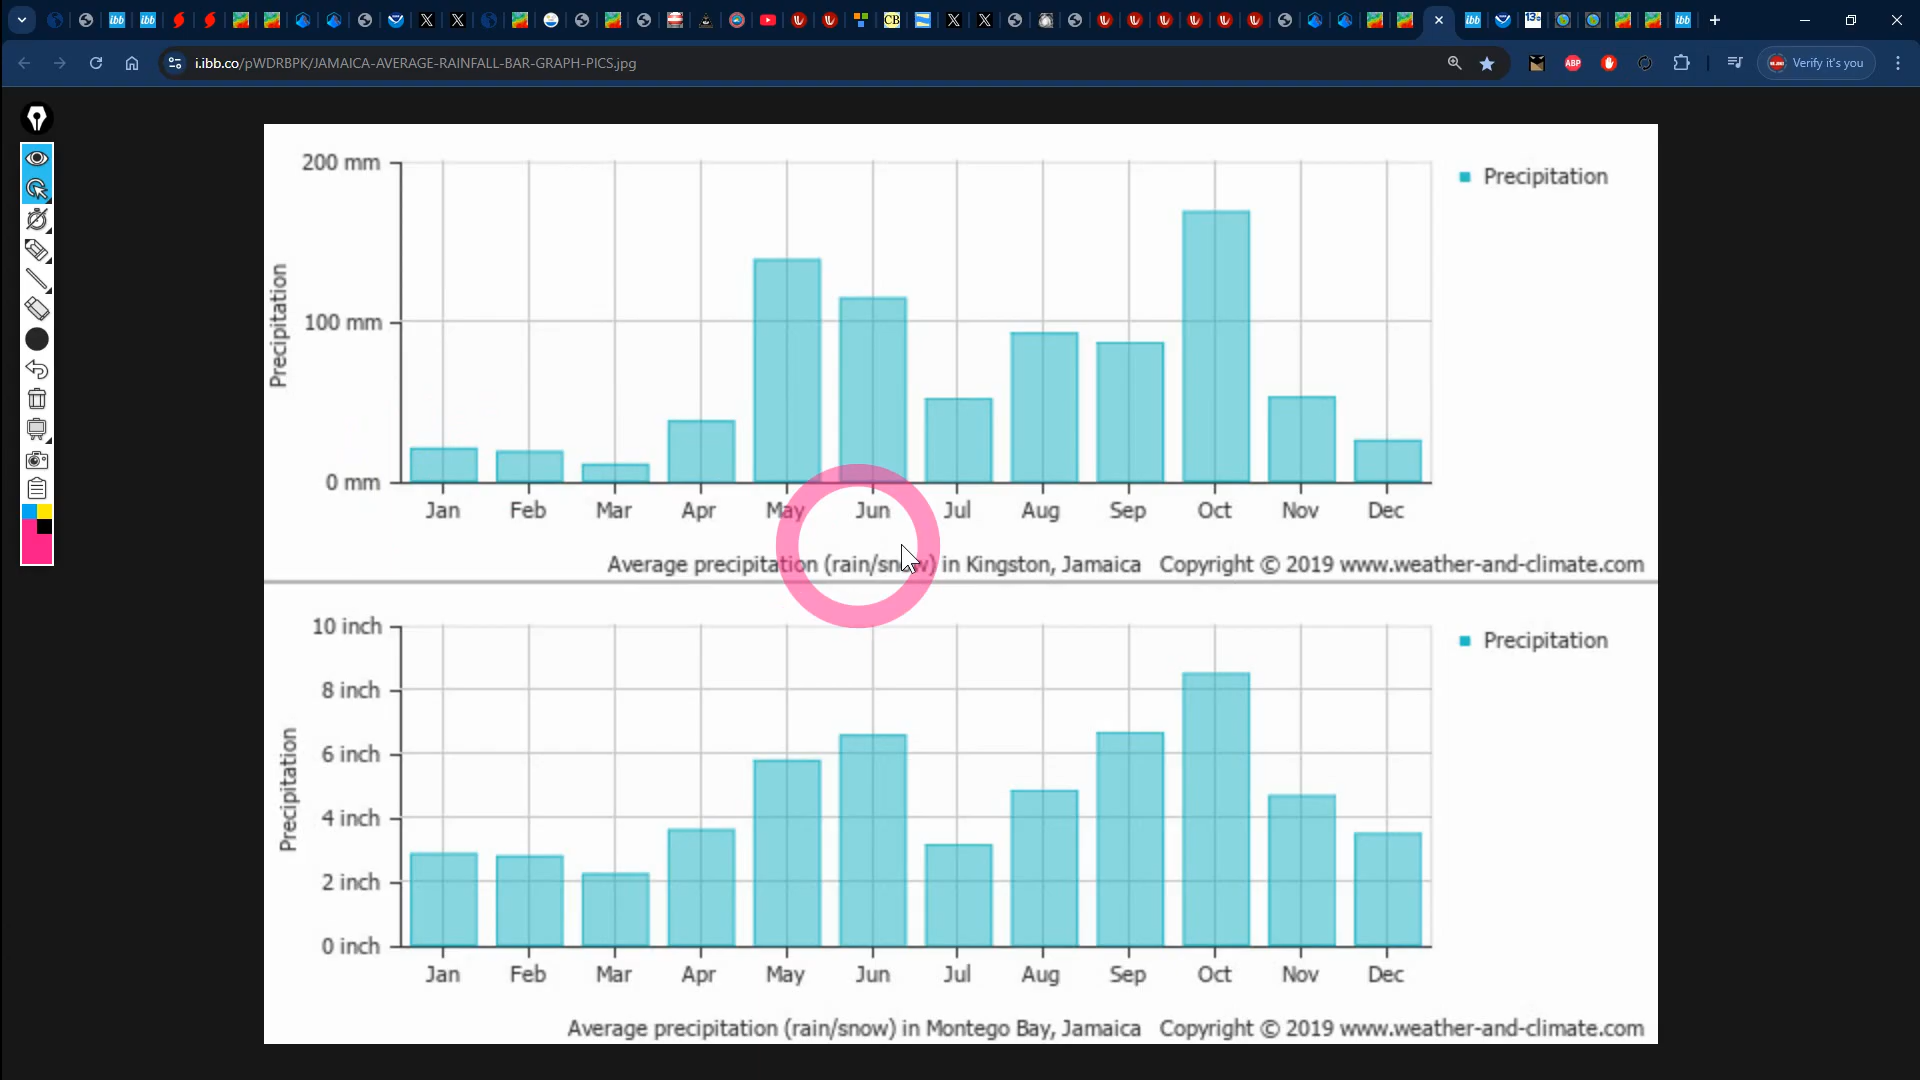 i.ibb.co/pWDRBPK/JAMAICA-AVERAGE-RAINFALL-BAR-GRAPH-PICS.jpg
Verify it's you
200 mm
100 mm
0 mm
Precipitation
Precipitation
Jan Feb Mar Apr May Jun Jul Aug Sep Oct Nov Dec
Average precipitation (rain/snow) in Kingston, Jamaica Copyright © 2019 www.weather-and-climate.com
10 inch
8 inch
6 inch
4 inch
2 inch
0 inch
Precipitation
Precipitation
Jan Feb Mar Apr May Jun Jul Aug Sep Oct Nov Dec
Average precipitation (rain/snow) in Montego Bay, Jamaica Copyright © 2019 www.weather-and-climate.com